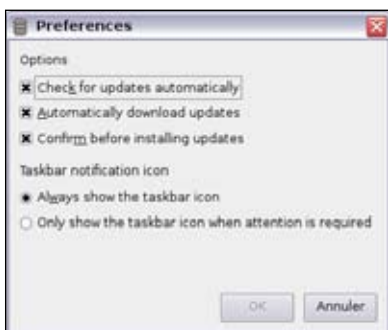 Preferences
Options
Check for updates automatically
Automatically download updates
Confirm before installing updates
Taskbar notification icon
Always show the taskbar icon
Only show the taskbar icon when attention is required
OK Annuler